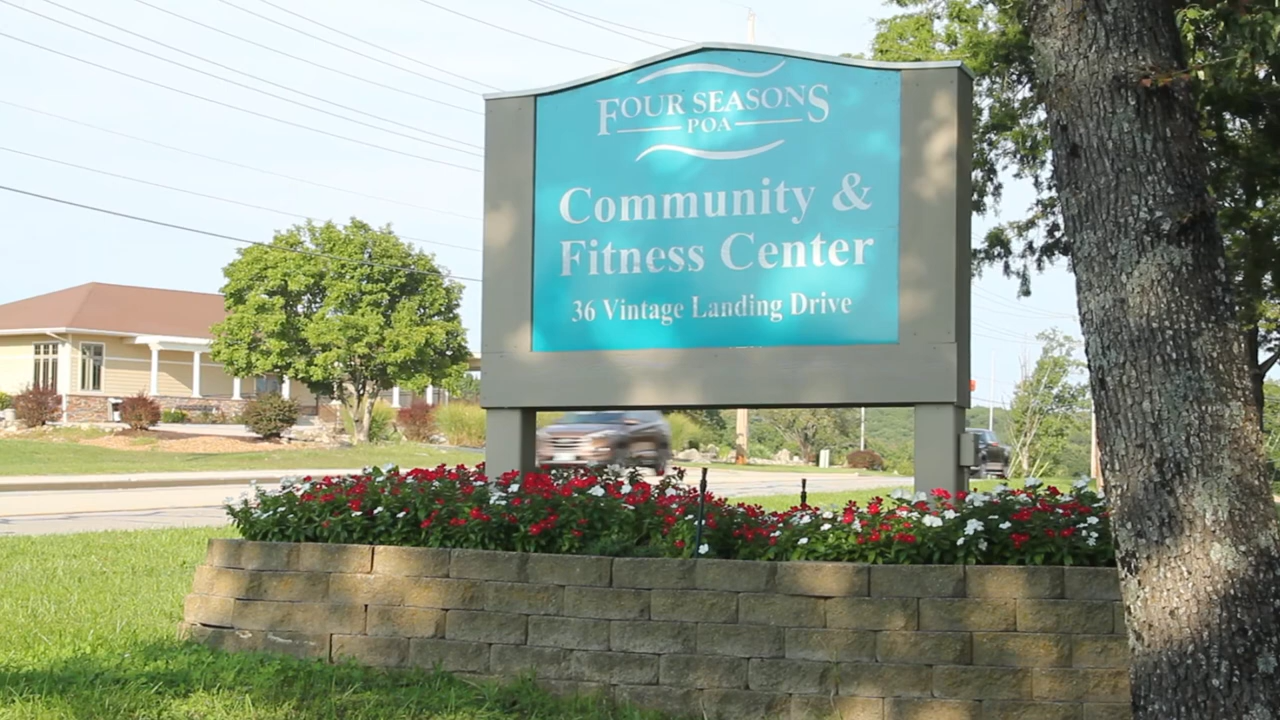 FOUR SEASONS
POA
Community &
Fitness Center
36 Vintage Landing Drive